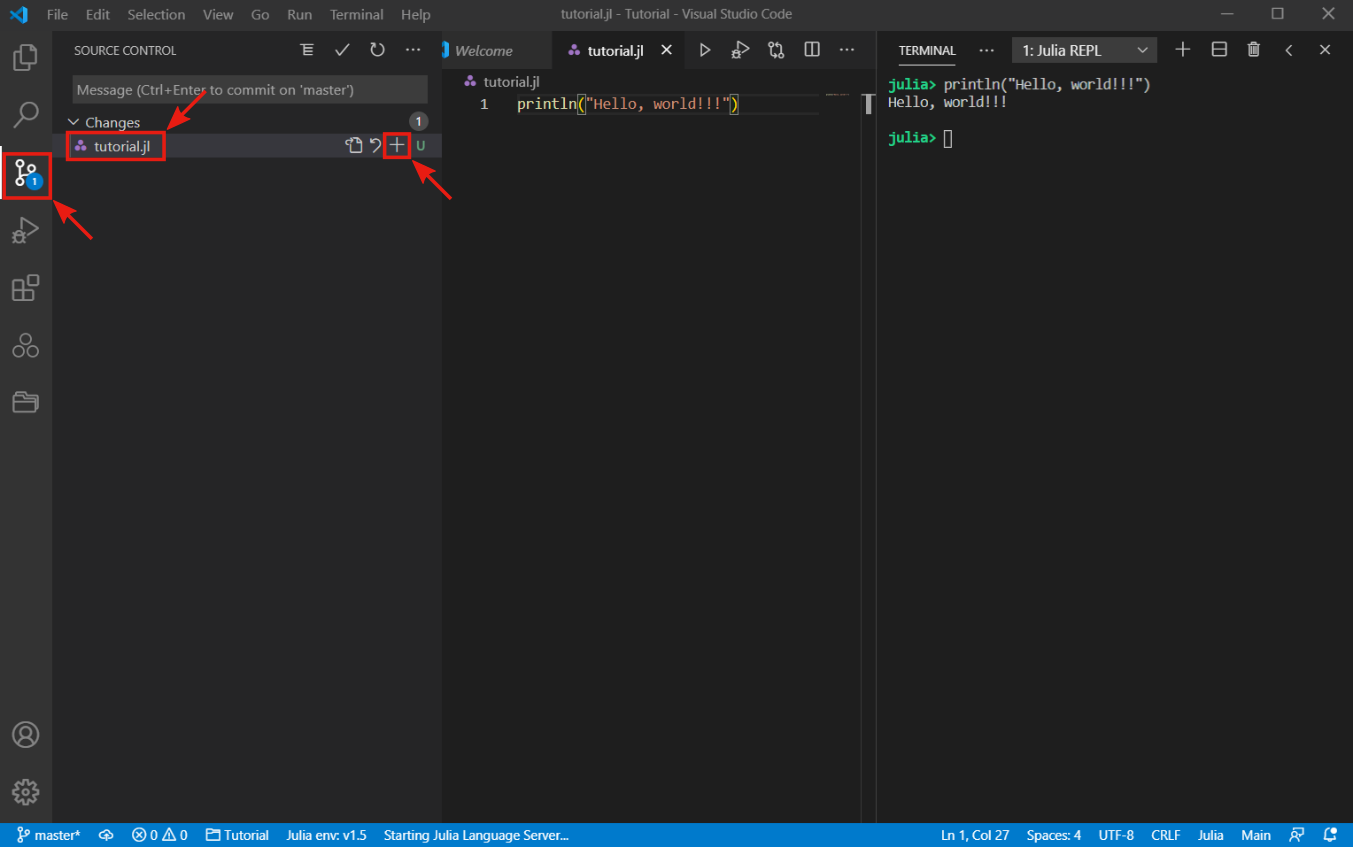 File Edit Selection View Go Run Terminal Help
tutorial.jl - Tutorial - Visual Studio Code
SOURCE CONTROL
Message (Ctrl+Enter to commit on 'master')
Changes
1
tutorial.jl
U
1
Welcome
tutorial.jl
tutorial.jl
1 println("Hello, world!!!")
TERMINAL
1: Julia REPL
julia> println("Hello, world!!!")
Hello, world!!!
julia>
master* 0 0 Tutorial Julia env: v1.5 Starting Julia Language Server... Ln 1, Col 27 Spaces: 4 UTF-8 CRLF Julia Main